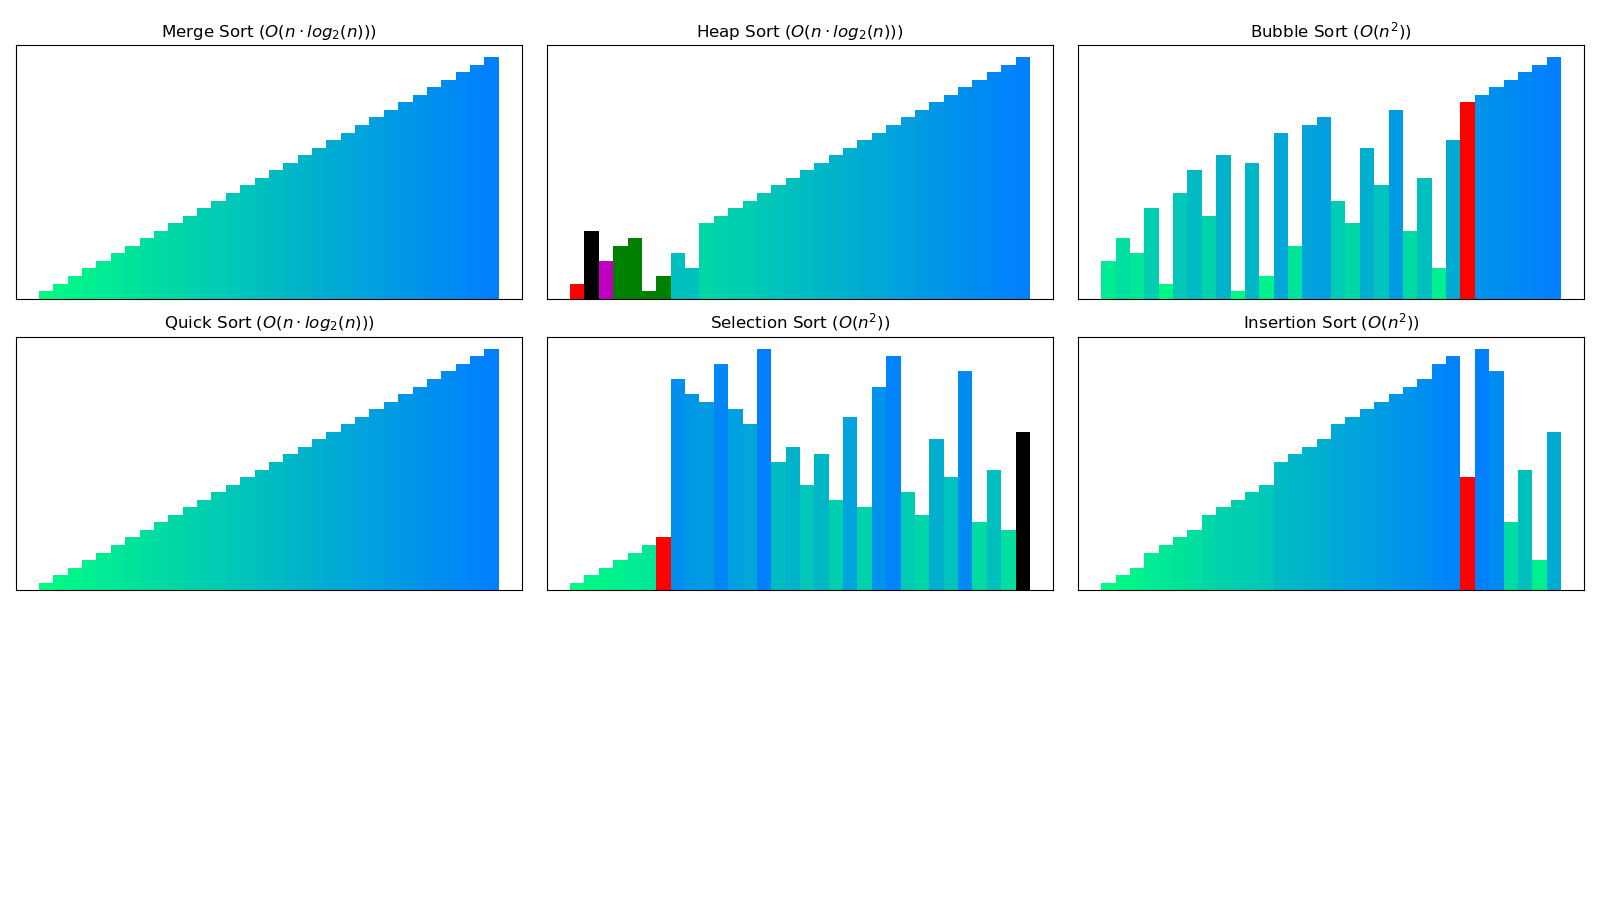 Merge Sort (O(n · log₂(n)))
Heap Sort (O(n · log₂(n)))
Bubble Sort (O(n²))
Quick Sort (O(n · log₂(n)))
Selection Sort (O(n²))
Insertion Sort (O(n²))